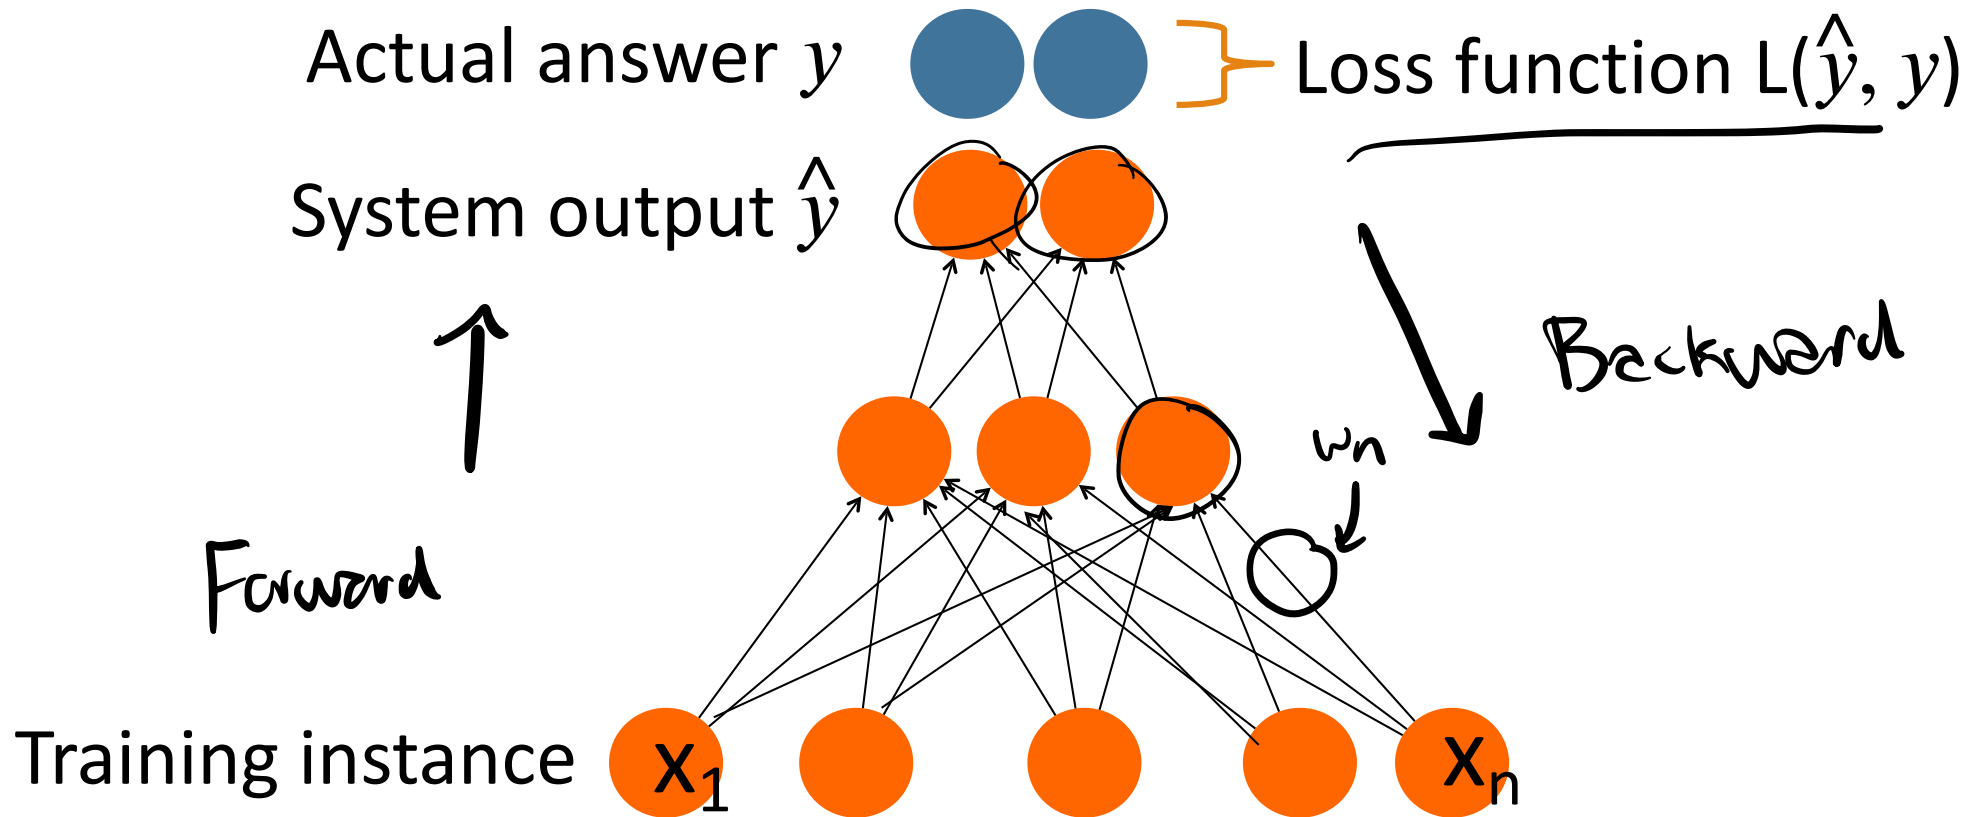 Actual answer y
Loss function L(ŷ, y)
System output ŷ
Backward
wn
Forward
Training instance
x₁
xₙ